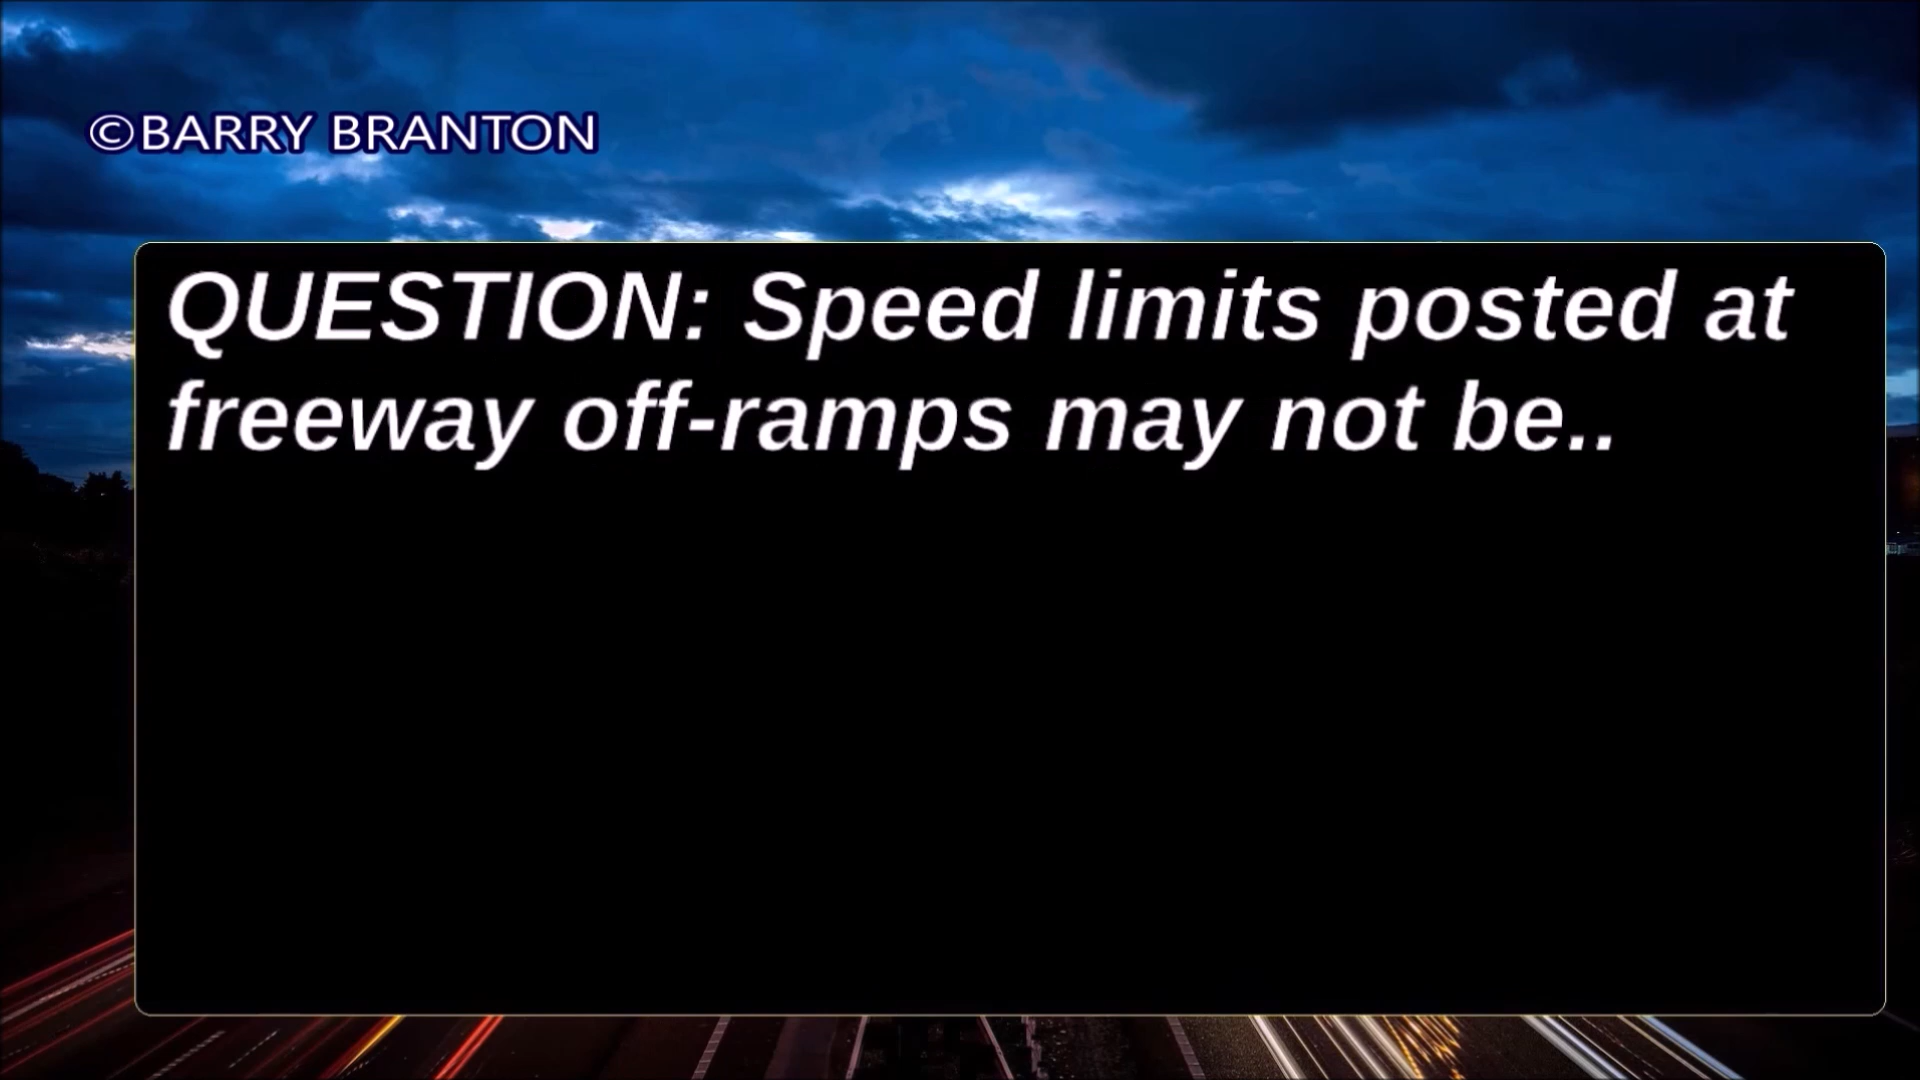 ©BARRY BRANTON
QUESTION: Speed limits posted at
freeway off-ramps may not be..